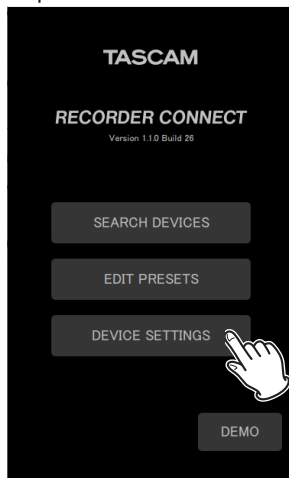 TASCAM
RECORDER CONNECT
Version 1.1.0 Build 26
SEARCH DEVICES
EDIT PRESETS
DEVICE SETTINGS
DEMO